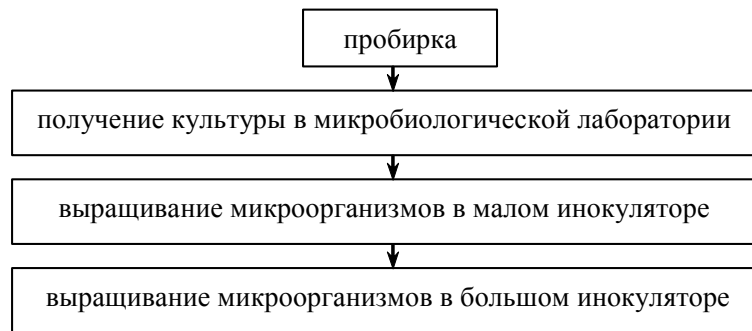 пробирка
получение культуры в микробиологической лаборатории
выращивание микроорганизмов в малом инокуляторе
выращивание микроорганизмов в большом инокуляторе